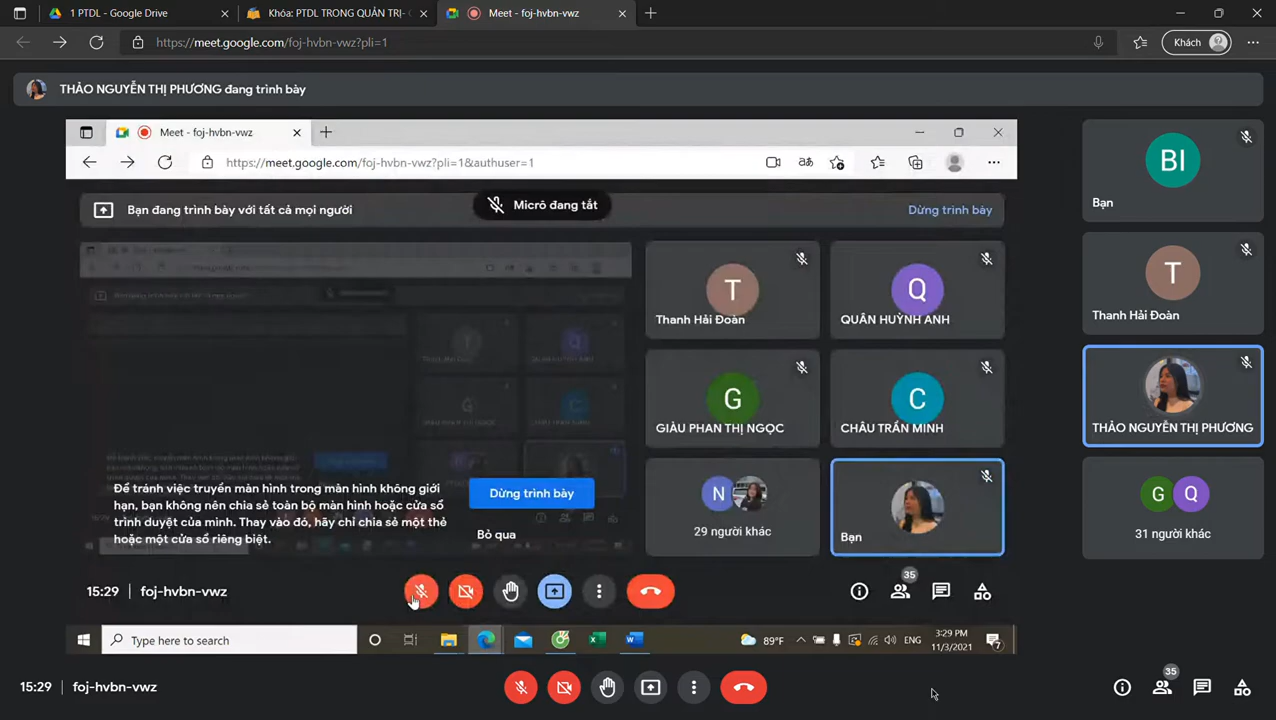 1 PTDL - Google Drive
Khóa: PTDL TRONG QUẢN TRỊ-
Meet - foj-hvbn-vwz
https://meet.google.com/foj-hvbn-vwz?pli=1
Khách
THẢO NGUYỄN THỊ PHƯƠNG đang trình bày
Meet - foj-hvbn-vwz
https://meet.google.com/foj-hvbn-vwz?pli=1&authuser=1
Bạn đang trình bày với tất cả mọi người
Micrô đang tắt
Dừng trình bày
T
Thanh Hải Đoàn
Q
QUÂN HUỲNH ANH
G
GIÀU PHAN THỊ NGỌC
C
CHÂU TRẦN MINH
N
29 người khác
Bạn
Để tránh việc truyền màn hình trong màn hình không giới
hạn, bạn không nên chia sẻ toàn bộ màn hình hoặc cửa sổ
trình duyệt của mình. Thay vào đó, hãy chỉ chia sẻ một thẻ
hoặc một cửa sổ riêng biệt.
Dừng trình bày
Bỏ qua
15:29 | foj-hvbn-vwz
35
Type here to search
89°F
ENG
3:29 PM
11/3/2021
7
BI
Bạn
T
Thanh Hải Đoàn
THẢO NGUYỄN THỊ PHƯƠNG
G Q
31 người khác
15:29 | foj-hvbn-vwz
35